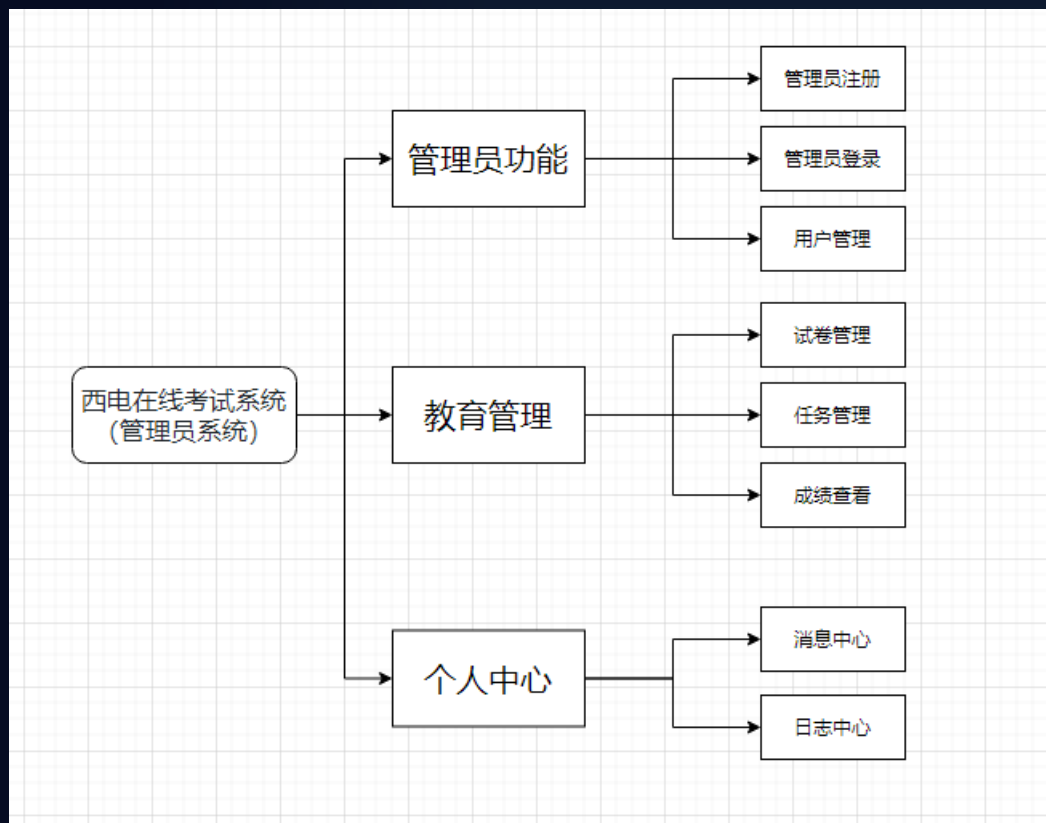 管理员注册
管理员功能
管理员登录
用户管理
试卷管理
西电在线考试系统
（管理员系统）
教育管理
任务管理
成绩查看
消息中心
个人中心
日志中心